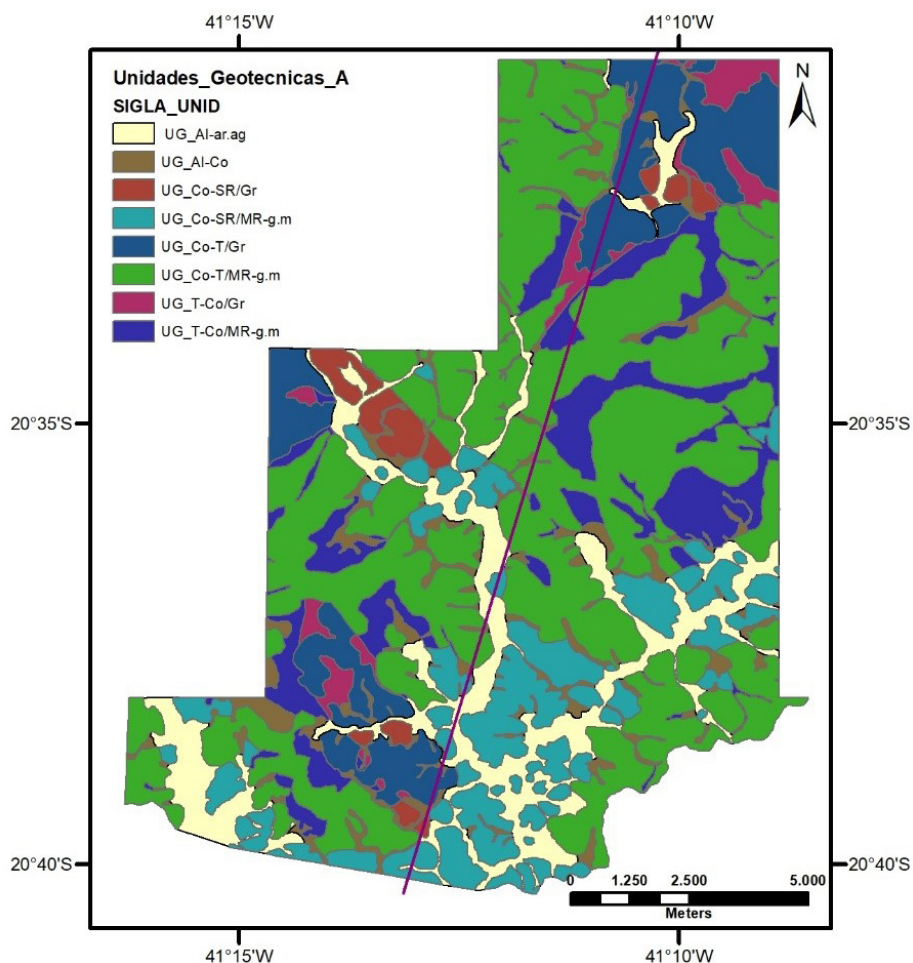 41°15'W 41°10'W
Unidades_Geotecnicas_A
SIGLA_UNID
UG_Al-ar.ag
UG_Al-Co
UG_Co-SR/Gr
UG_Co-SR/MR-g.m
UG_Co-T/Gr
UG_Co-T/MR-g.m
UG_T-Co/Gr
UG_T-Co/MR-g.m
N
20°35'S 20°35'S
20°40'S 20°40'S
0 1.250 2.500 5.000
Meters
41°15'W 41°10'W